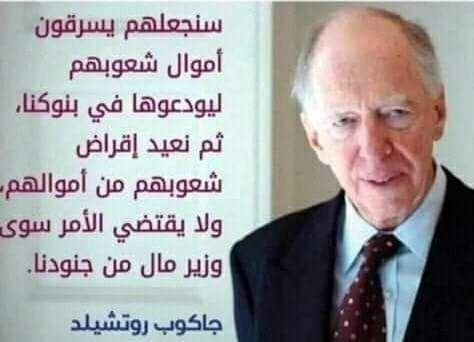 سنجعلهم يسرقون
أموال شعوبهم
ليودعوها في بنوكنا،
ثم نعيد إقراض
شعوبهم من أموالهم،
ولا يقتضي الأمر سوى
وزير مال من جنودنا.
جاكوب روتشيلد